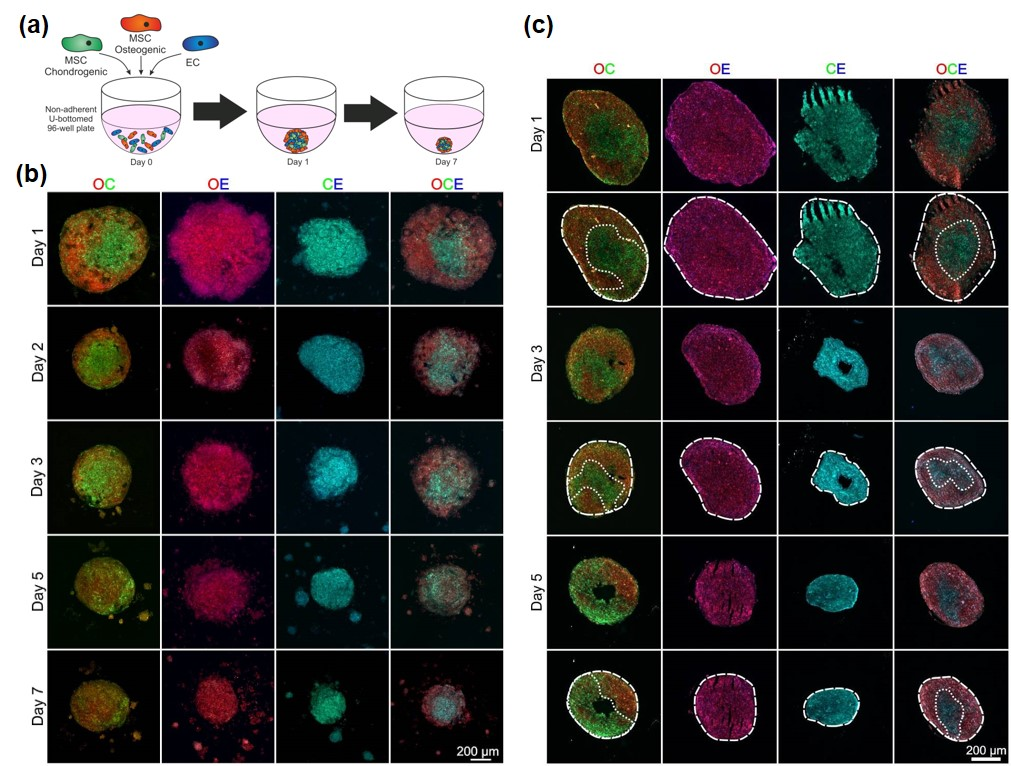 (a)
MSC
Osteogenic
MSC
Chondrogenic
EC
Non-adherent
U-bottomed
96-well plate
Day 0
Day 1
Day 7
(b)
OC OE CE OCE
Day 1
Day 2
Day 3
Day 5
Day 7
200 µm
(c)
OC OE CE OCE
Day 1
Day 3
Day 5
200 µm